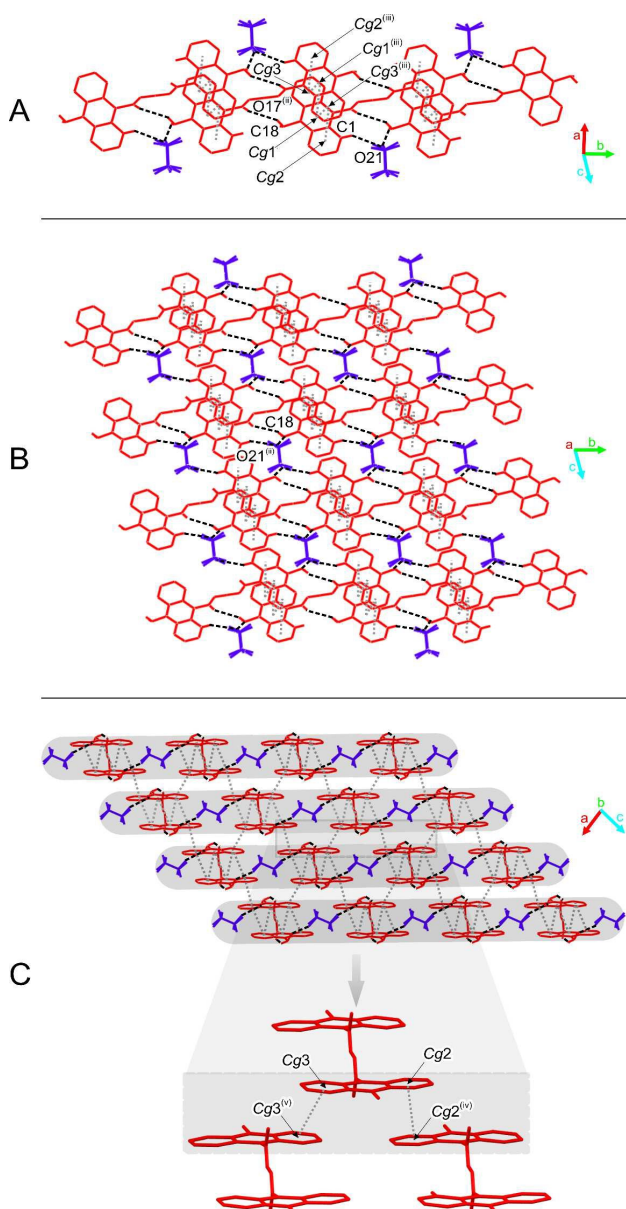 A
Cg2(iii)
Cg1(iii)
Cg3
Cg3(iii)
O17(ii)
C18
C1
Cg1
O21
Cg2
a
b
c
B
C18
O21(ii)
a
b
c
C
b
a
c
Cg3
Cg2
Cg3(v)
Cg2(iv)